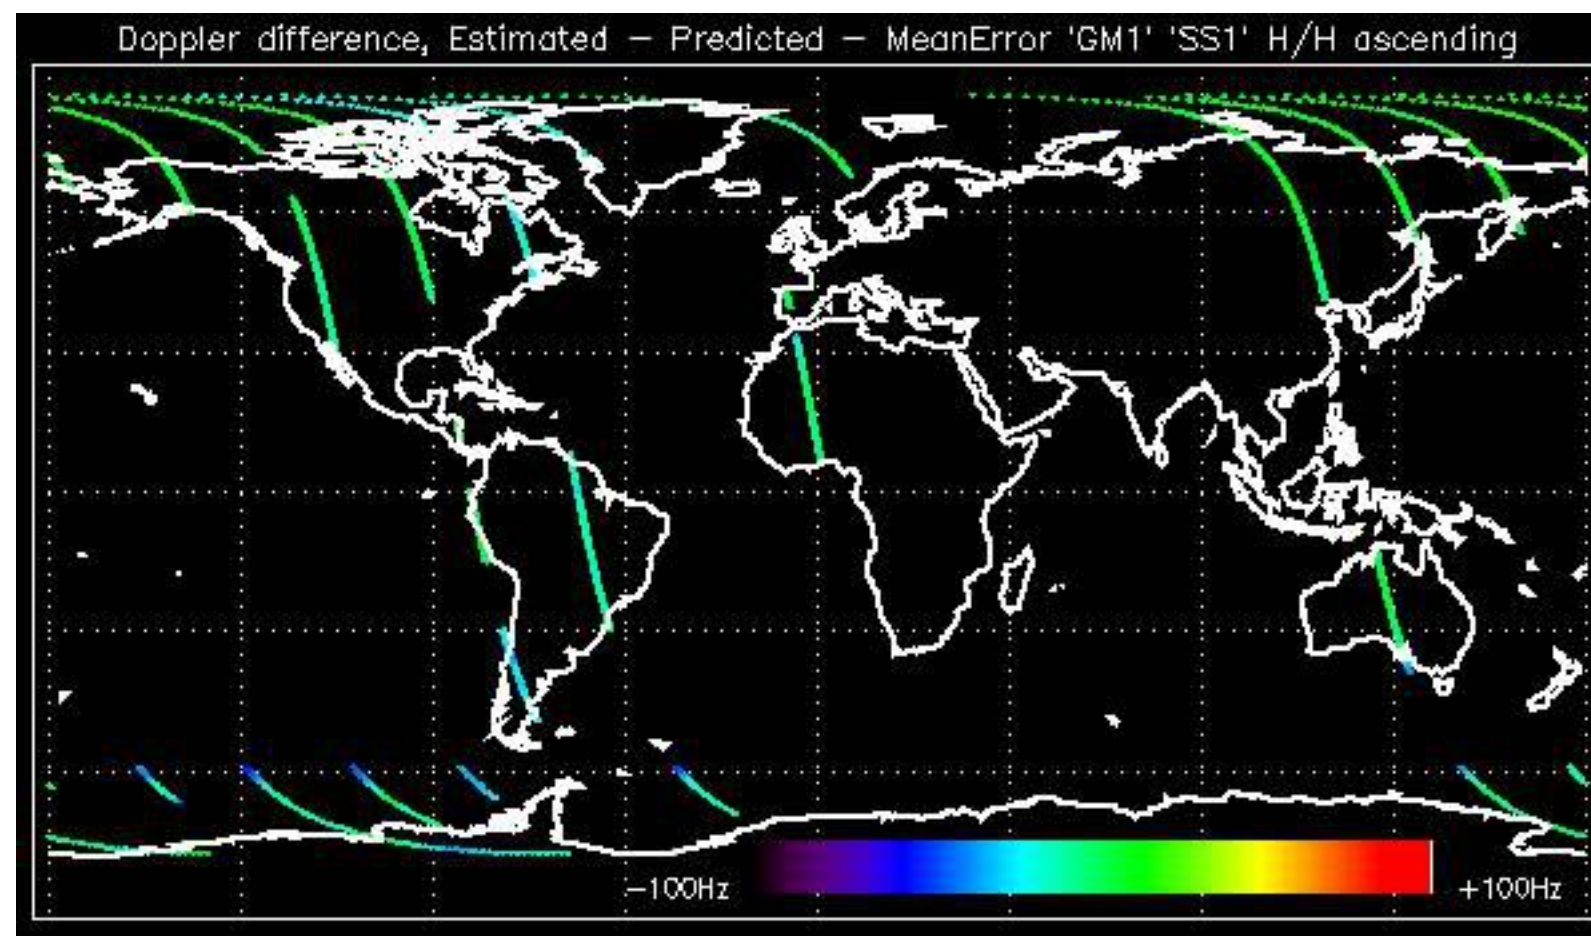 Doppler difference, Estimated – Predicted – MeanError 'GM1' 'SS1' H/H ascending
–100Hz +100Hz